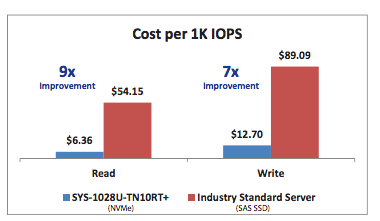 Cost per 1K IOPS
9x
Improvement
$54.15
$6.36
7x
Improvement
$89.09
$12.70
Read
Write
SYS-1028U-TN10RT+
(NVMe)
Industry Standard Server
(SAS SSD)